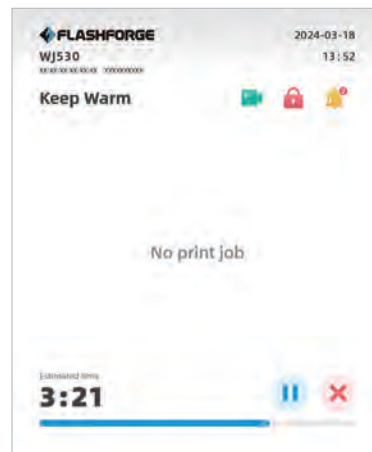 FLASHFORGE
2024-03-18
WJ530
13:52
Keep Warm
No print job
Estimated time
3:21